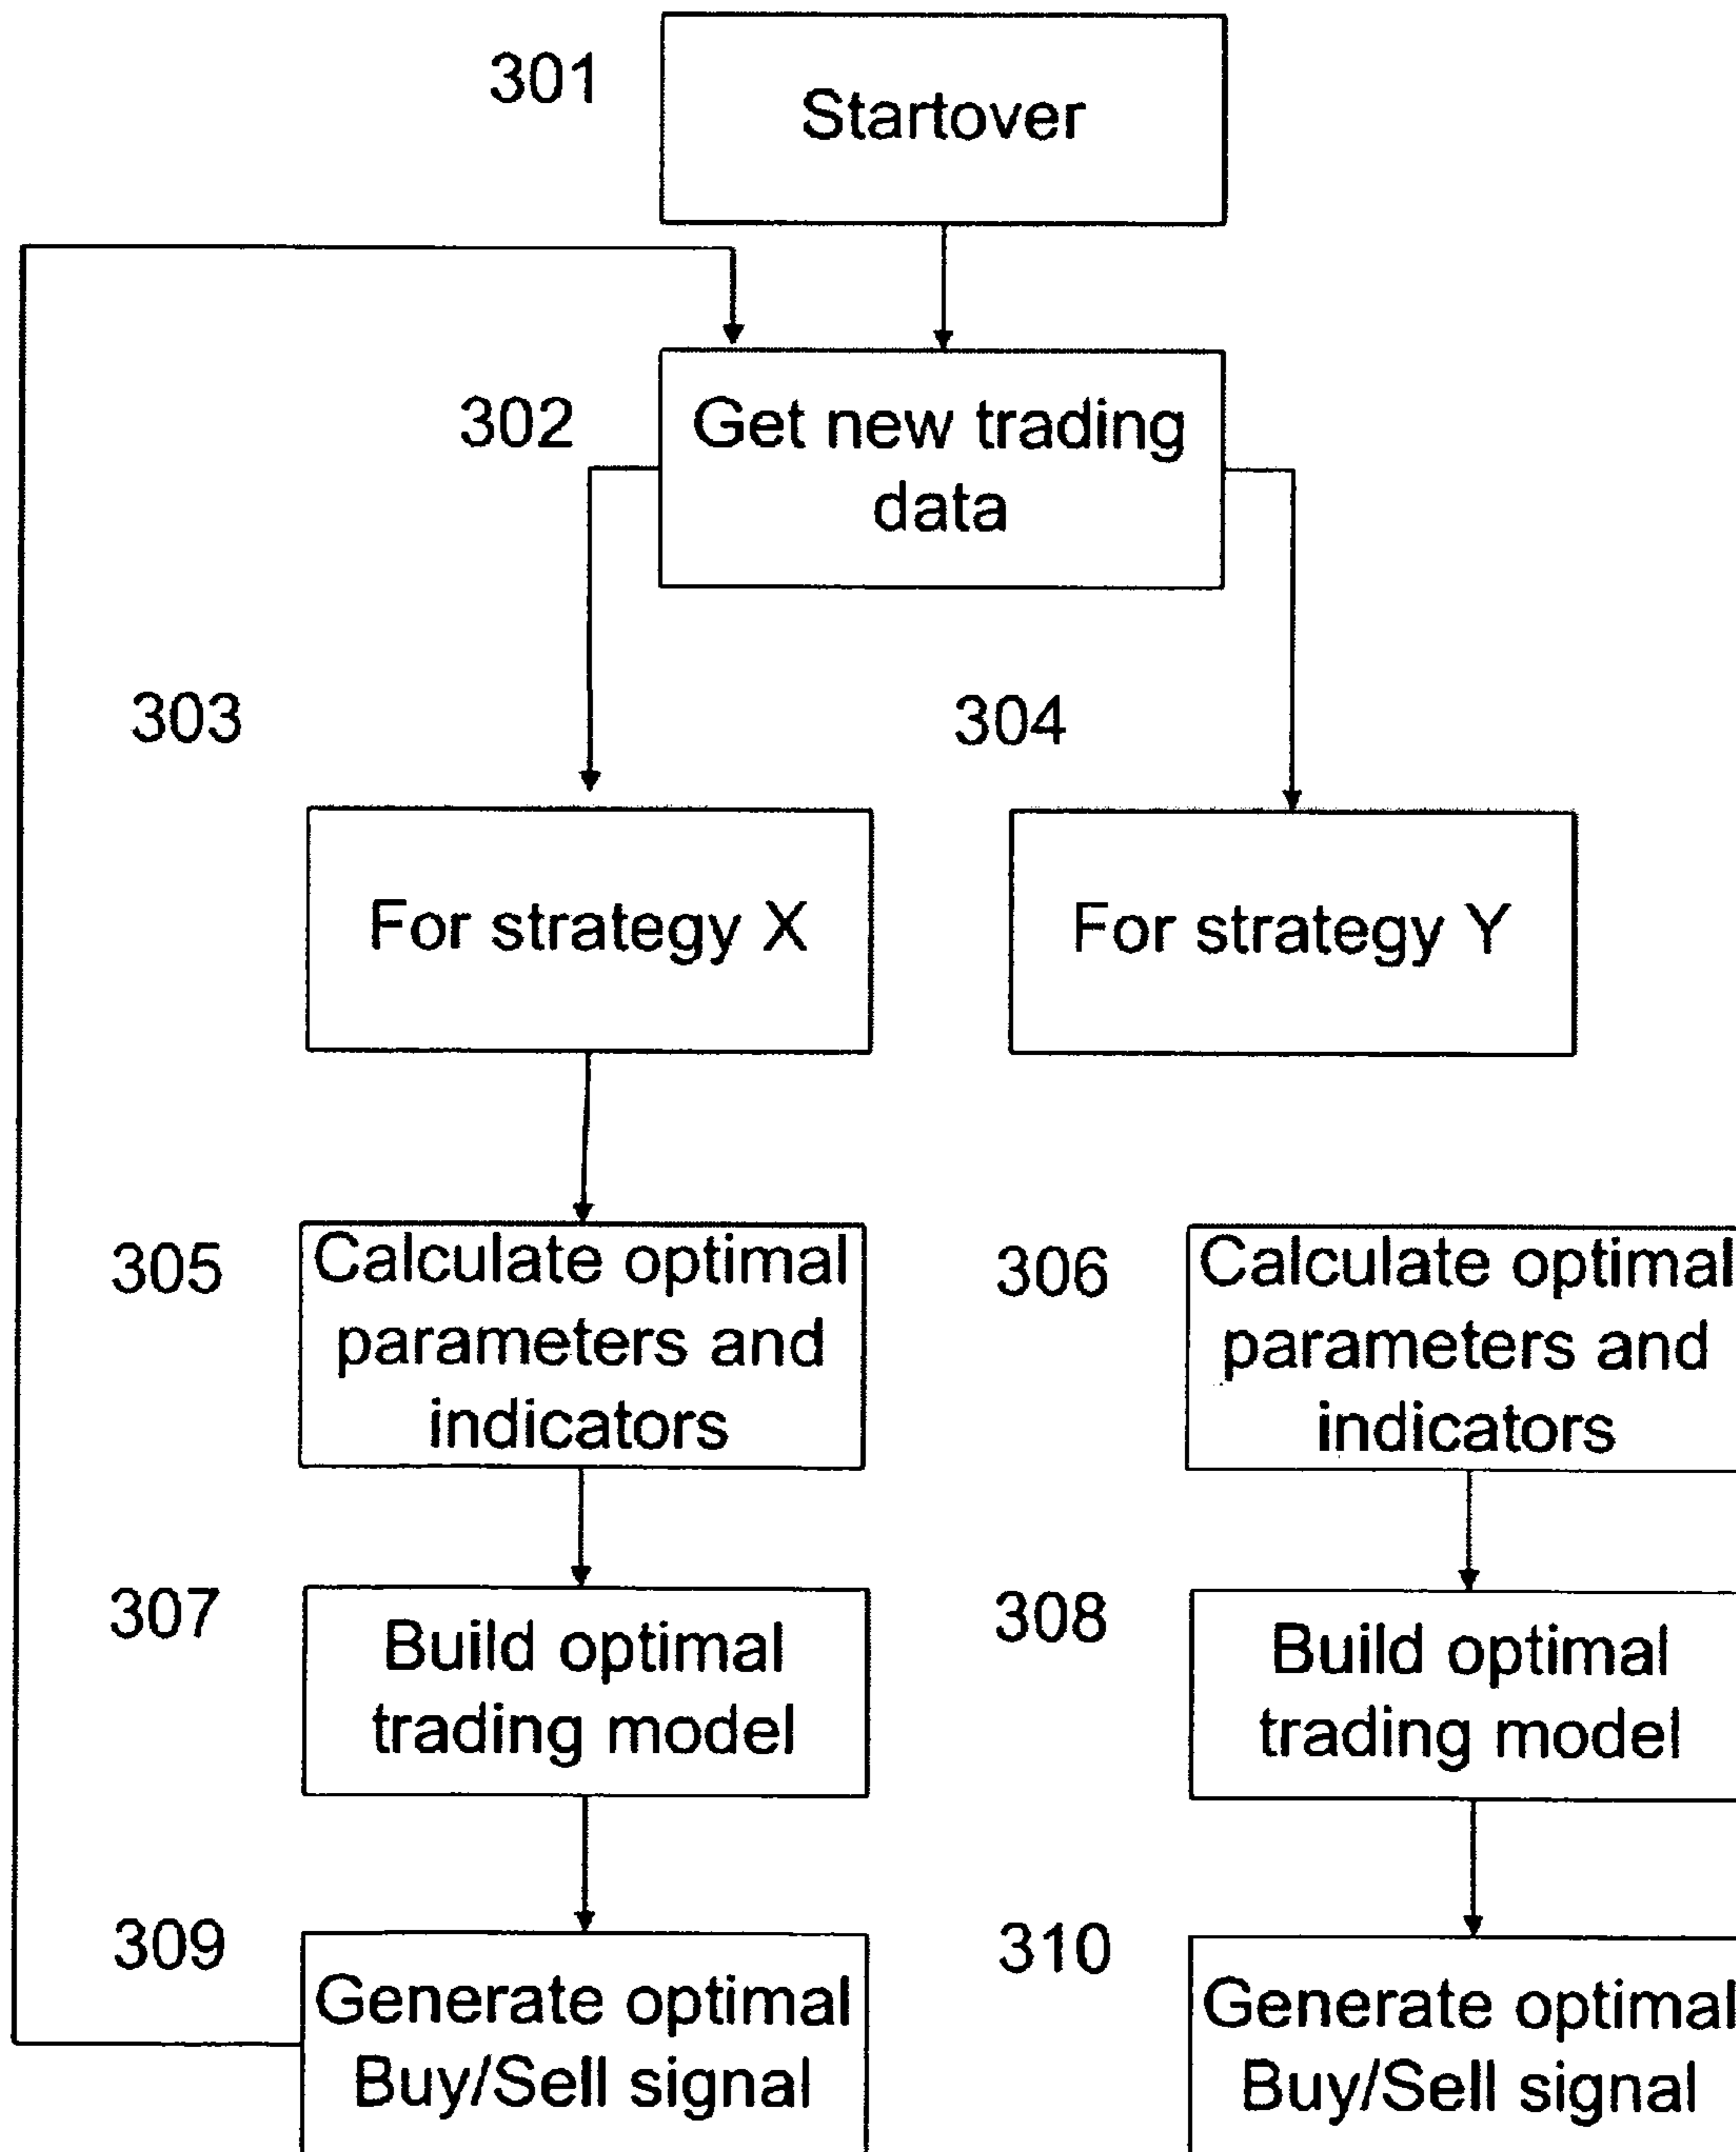 301
Startover
302
Get new trading
data
303
304
For strategy X
For strategy Y
305
Calculate optimal
parameters and
indicators
306
Calculate optimal
parameters and
indicators
307
Build optimal
trading model
308
Build optimal
trading model
309
Generate optimal
Buy/Sell signal
310
Generate optimal
Buy/Sell signal